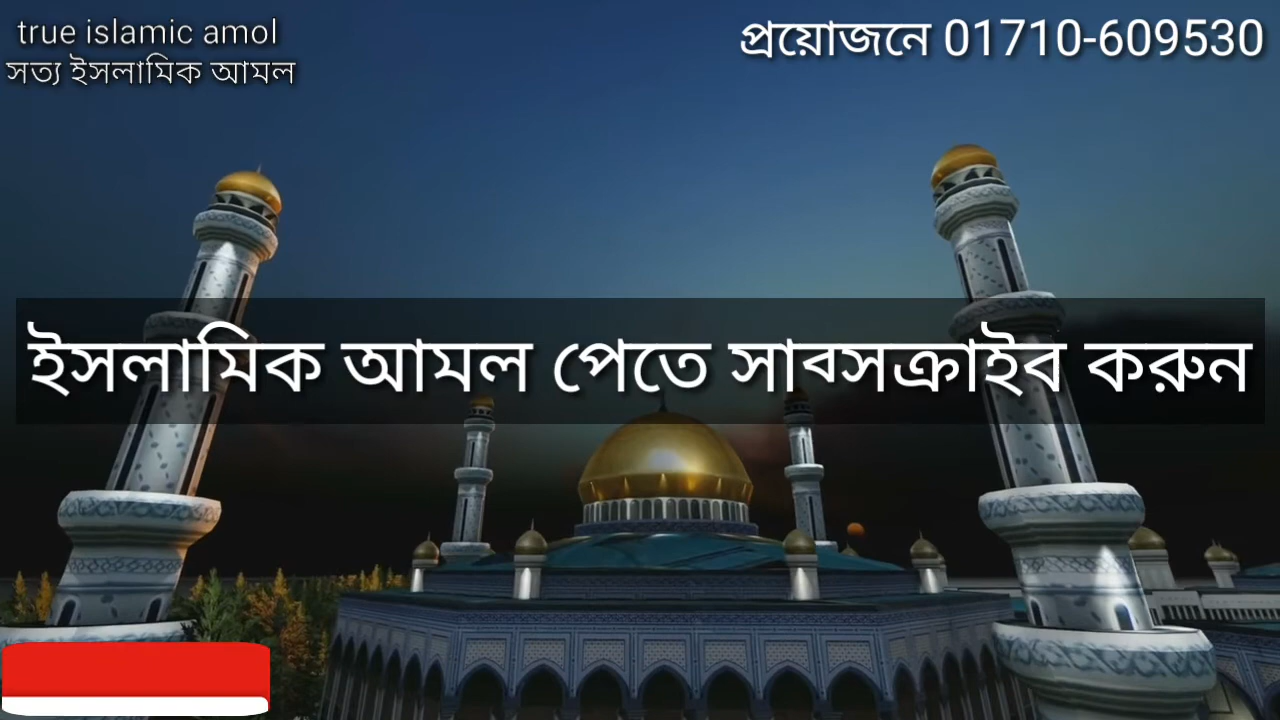 true islamic amol
সত্য ইসলামিক আমল
প্রয়োজনে 01710-609530
ইসলামিক আমল পেতে সাবসক্রাইব করুন